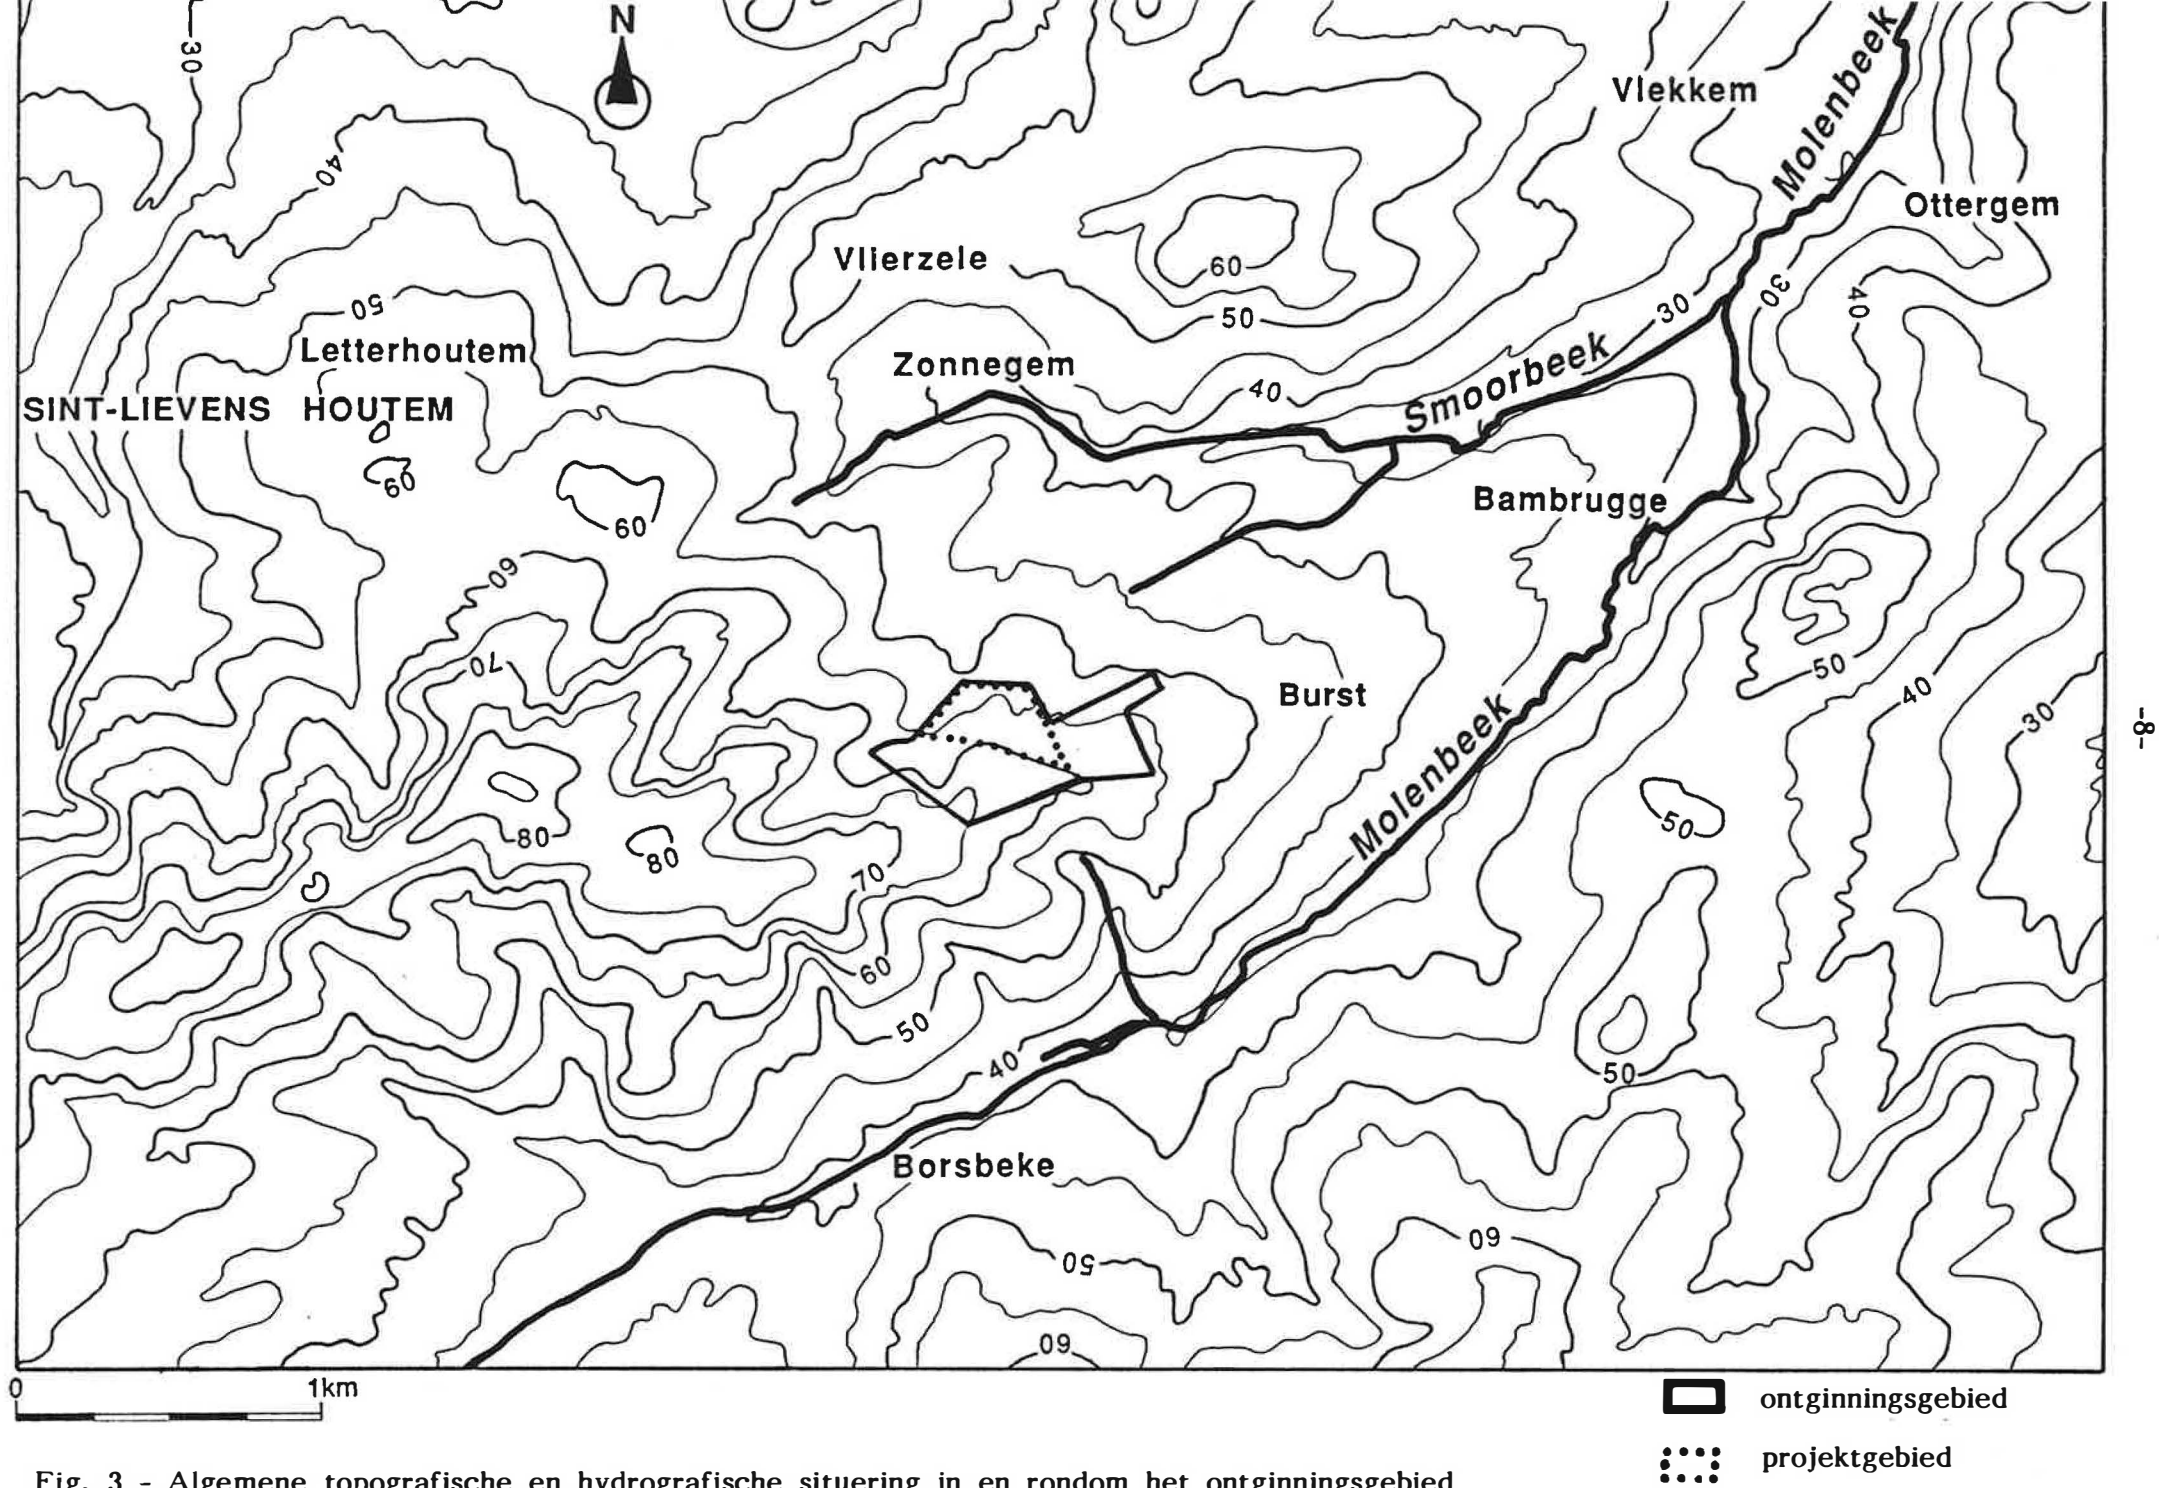 N
30
40
Vlekkem
Molenbeek
Ottergem
Vlierzele
60
50
50
30
30
40
Letterhoutem
Zonnegem
40
Smoorbeek
SINT-LIEVENS HOUTEM
60
60
Bambrugge
60
70
50
40
30
Burst
Molenbeek
-8-
80
80
50
70
60
50
40
50
Borsbeke
50
60
60
0 1km
ontginningsgebied
projektgebied
Fig. 3 - Algemene topografische en hydrografische situering in en rondom het ontginningsgebied